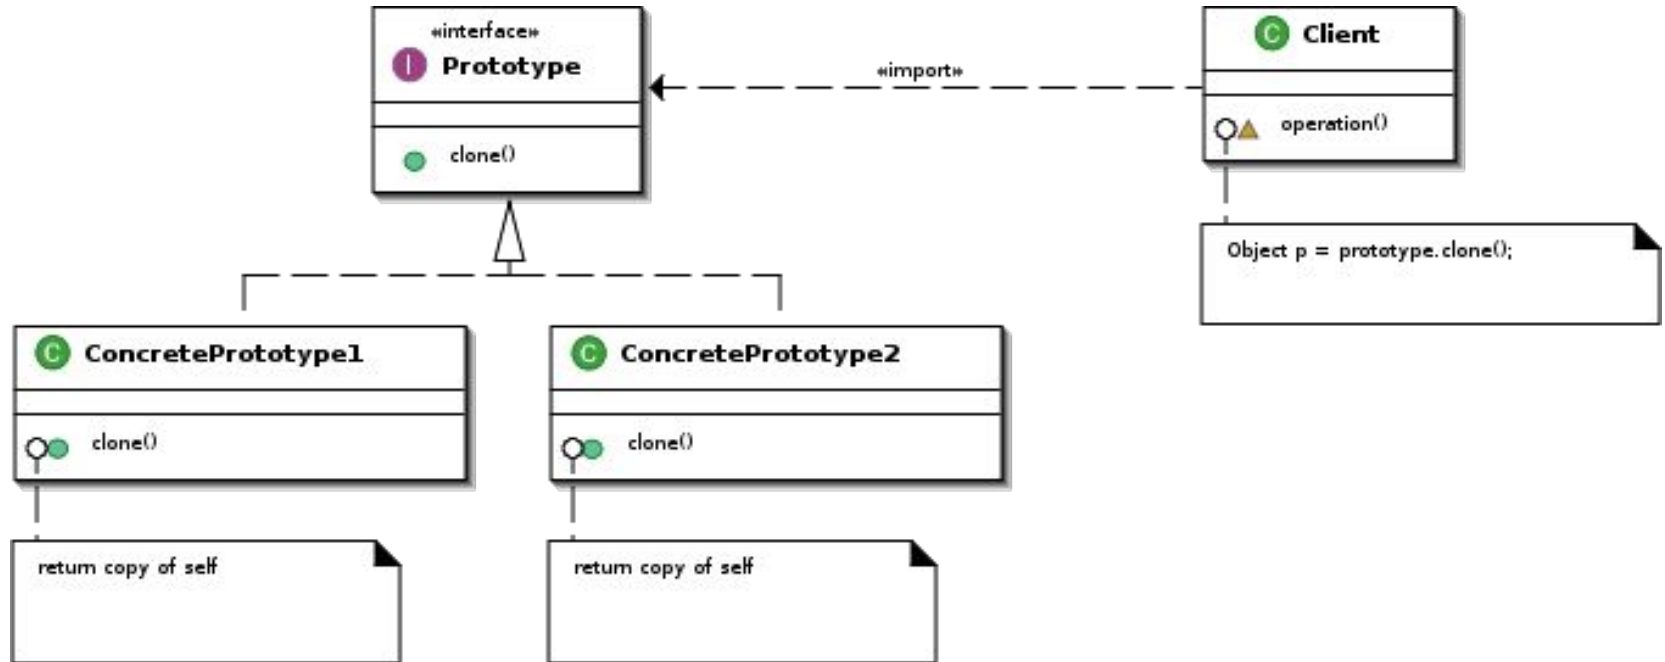 «interface»
I Prototype
clone()
«import»
C Client
operation()
Object p = prototype.clone();
C ConcretePrototype1
clone()
return copy of self
C ConcretePrototype2
clone()
return copy of self